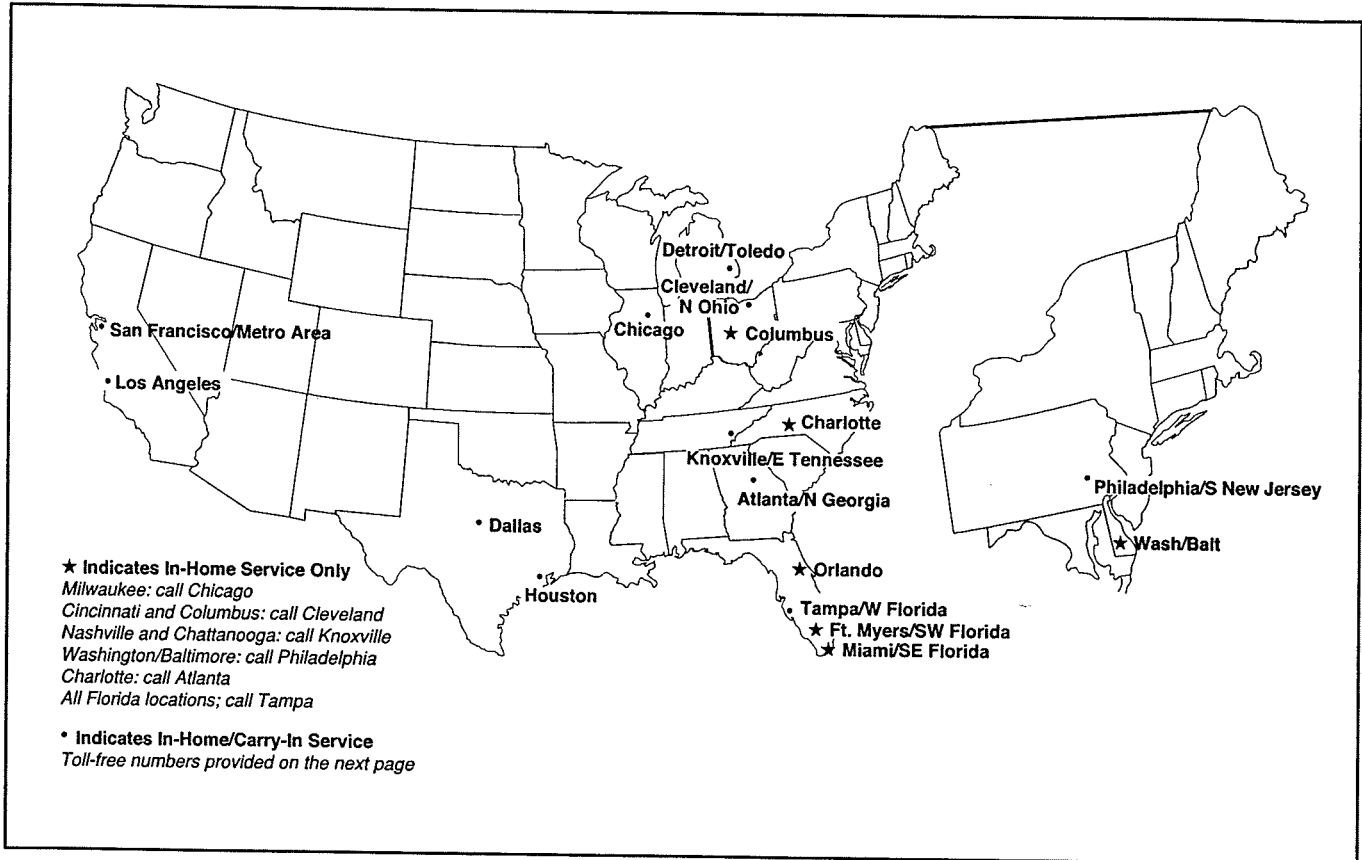 Detroit/Toledo
Cleveland/
N Ohio
Chicago
Columbus
San Francisco/Metro Area
Los Angeles
Charlotte
Knoxville/E Tennessee
Atlanta/N Georgia
Philadelphia/S New Jersey
Wash/Balt
Dallas
Houston
Orlando
Tampa/W Florida
Ft. Myers/SW Florida
Miami/SE Florida
★ Indicates In-Home Service Only
Milwaukee: call Chicago
Cincinnati and Columbus: call Cleveland
Nashville and Chattanooga: call Knoxville
Washington/Baltimore: call Philadelphia
Charlotte: call Atlanta
All Florida locations; call Tampa
• Indicates In-Home/Carry-In Service
Toll-free numbers provided on the next page